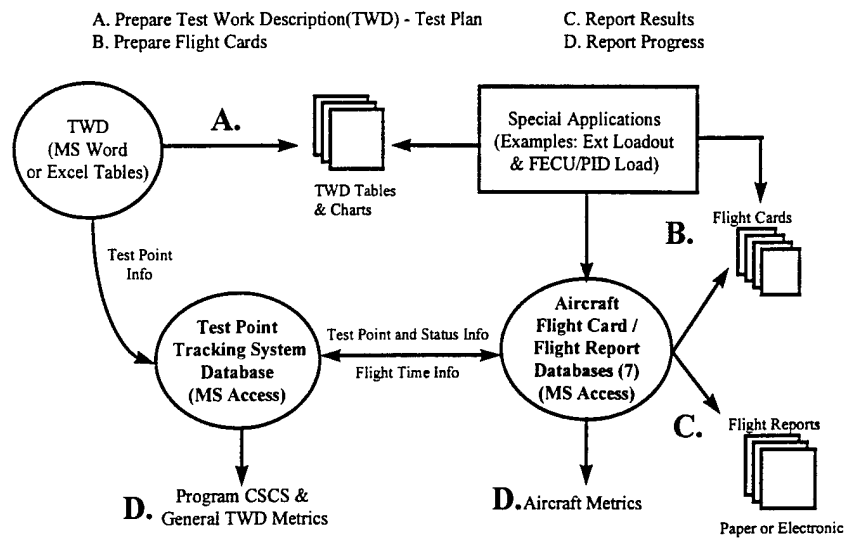 A. Prepare Test Work Description(TWD) - Test Plan
B. Prepare Flight Cards
C. Report Results
D. Report Progress
TWD
(MS Word
or Excel Tables)
A.
TWD Tables
& Charts
Special Applications
(Examples: Ext Loadout
& FECU/PID Load)
B.
Flight Cards
Test Point
Info
Test Point
Tracking System
Database
(MS Access)
Test Point and Status Info
Flight Time Info
Aircraft
Flight Card /
Flight Report
Databases (7)
(MS Access)
C.
Flight Reports
Paper or Electronic
D.
Program CSCS &
General TWD Metrics
D.
Aircraft Metrics